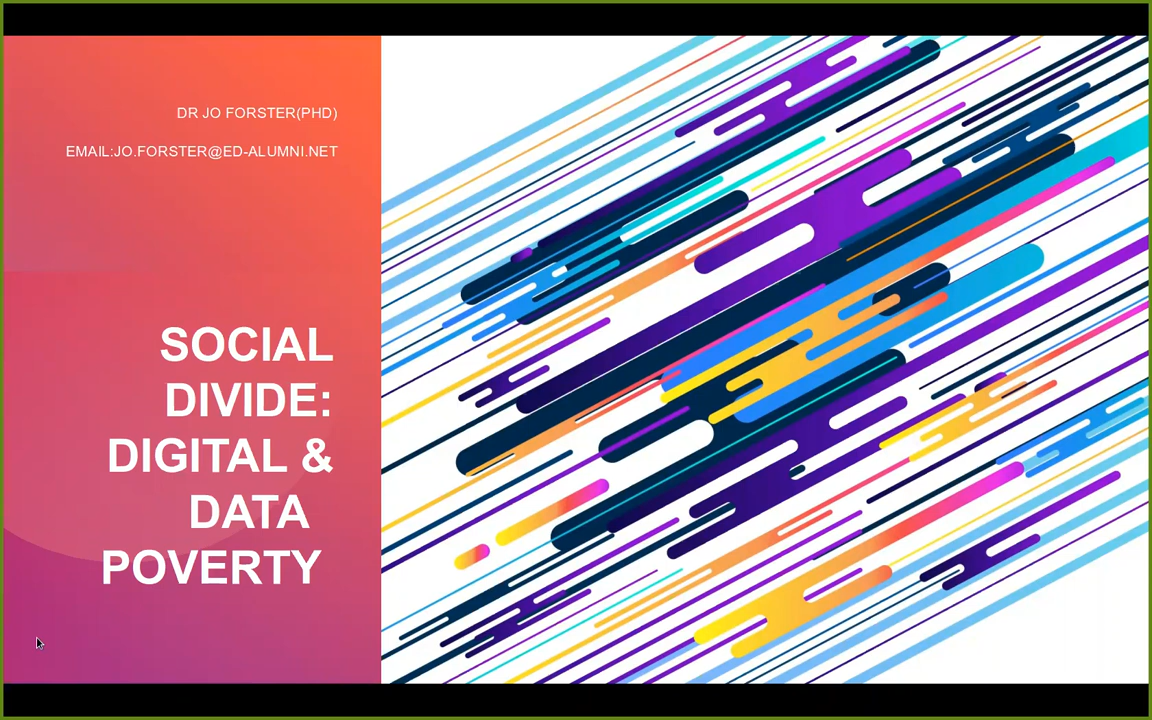 DR JO FORSTER(PHD)
EMAIL:JO.FORSTER@ED-ALUMNI.NET
SOCIAL
DIVIDE:
DIGITAL &
DATA
POVERTY